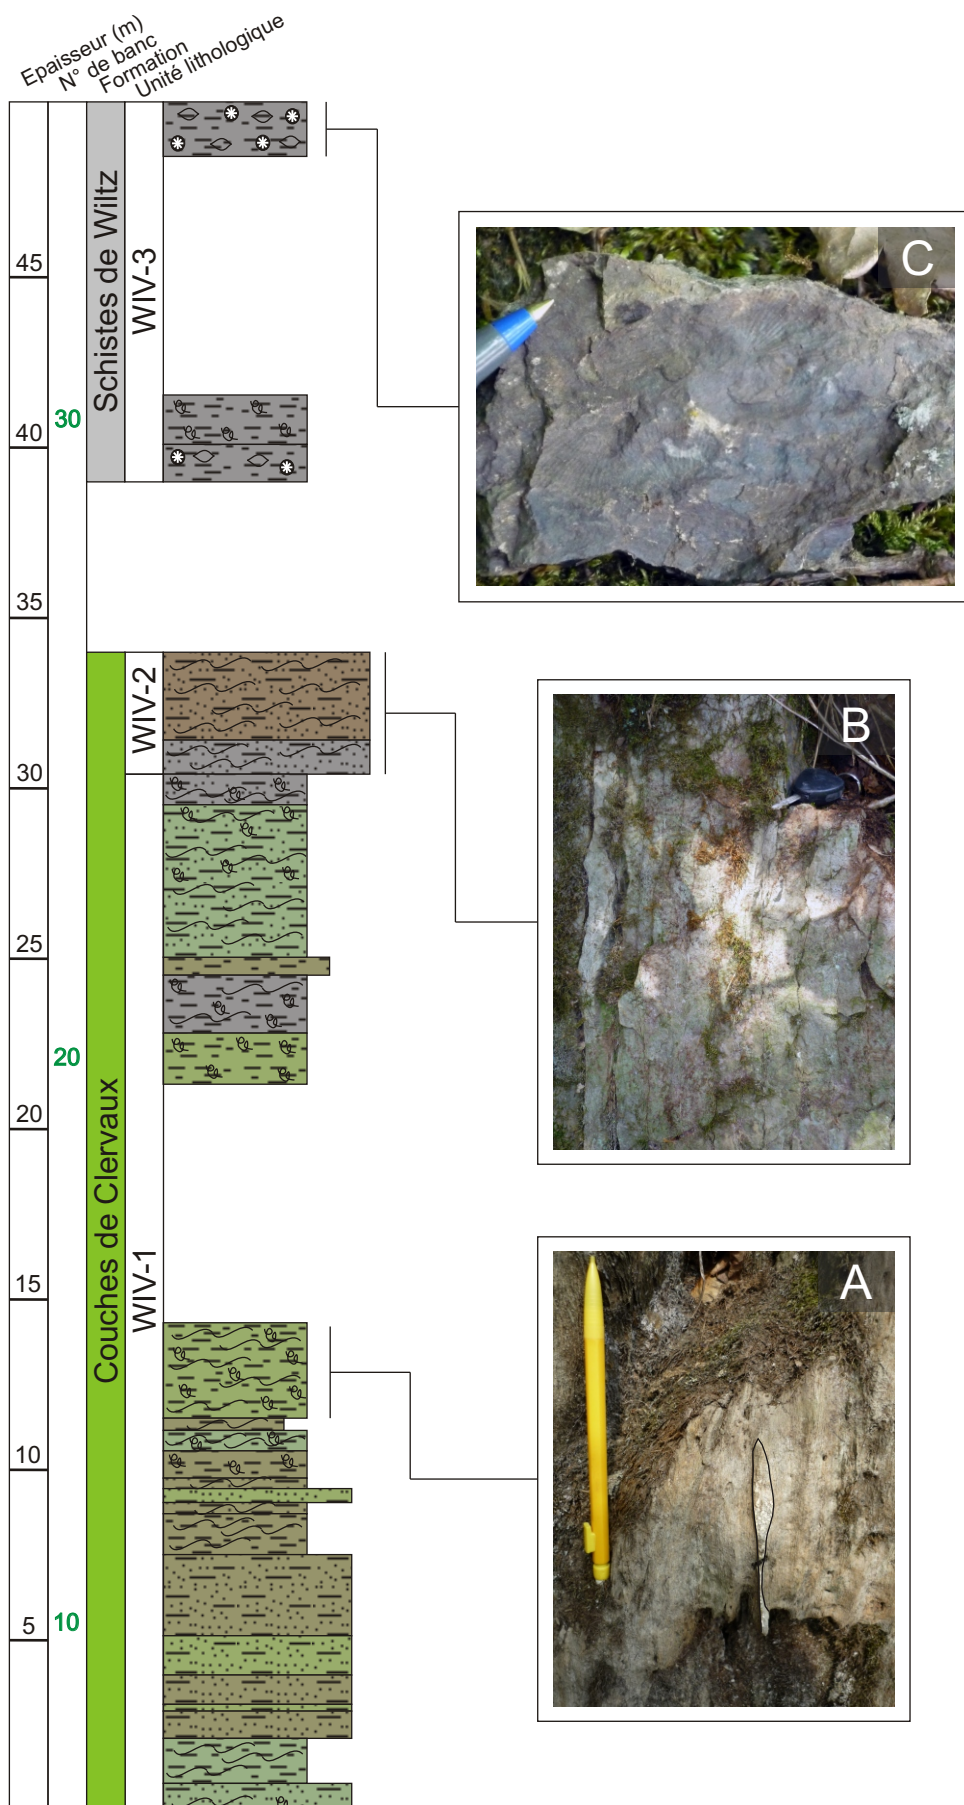 Epaisseur (m)
N° de banc
Formation
Unité lithologique
Schistes de Wiltz
WIV-3
C
45
30
40
35
WIV-2
B
30
25
20
20
Couches de Clervaux
WIV-1
15
A
10
10
5